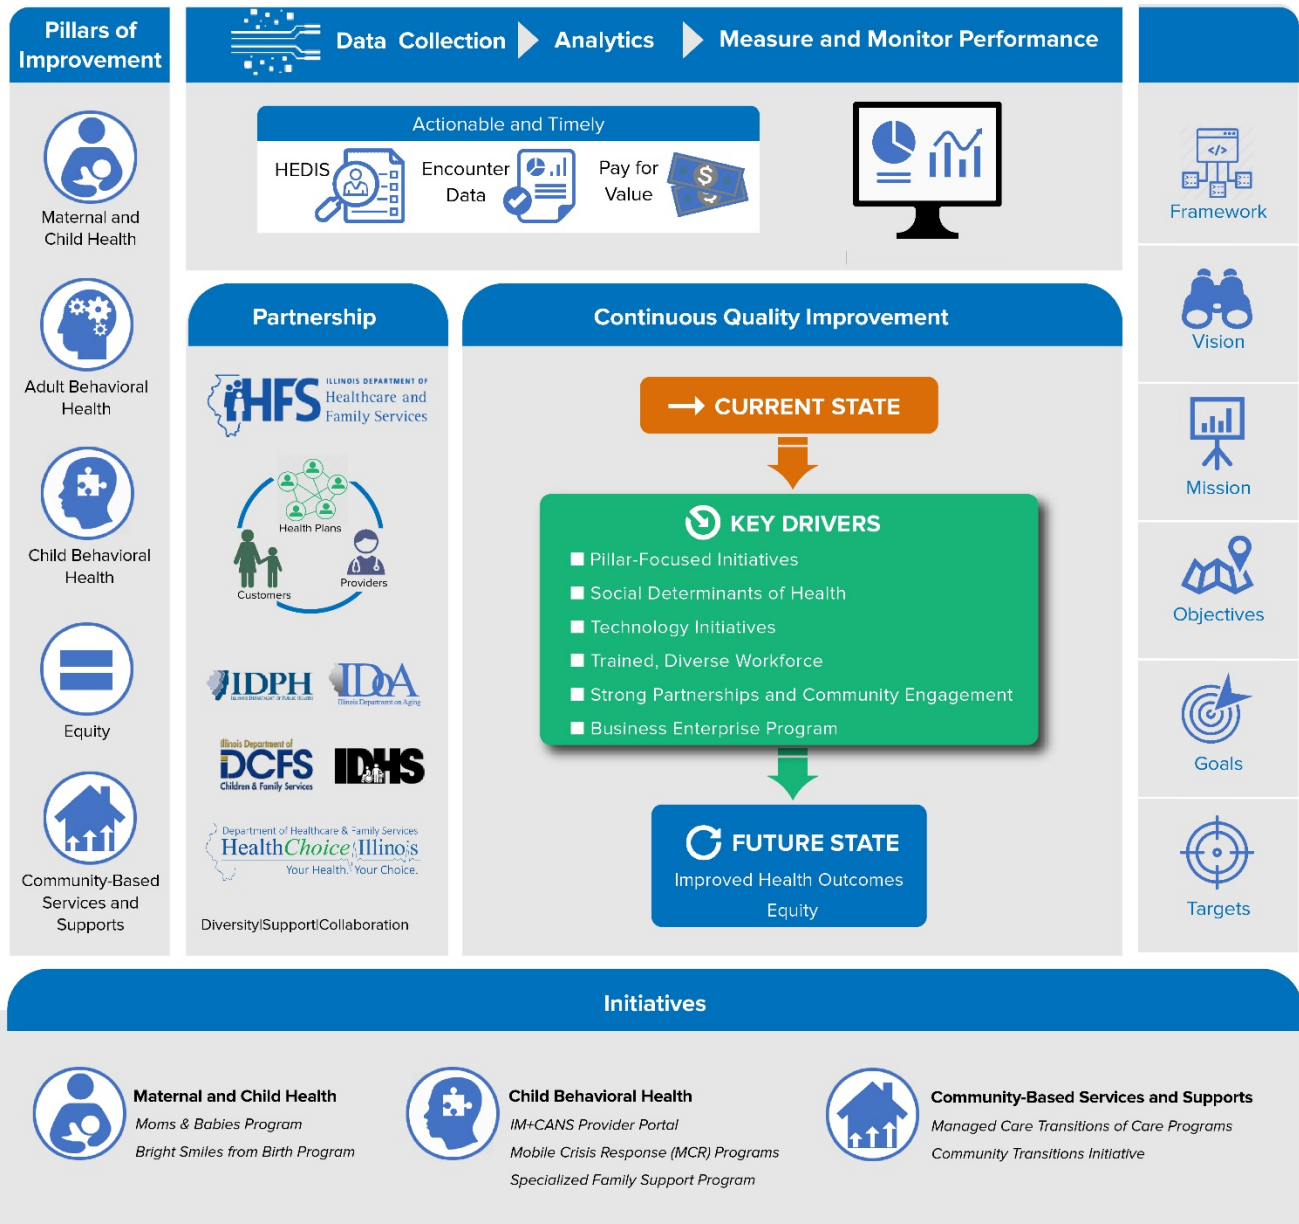 Pillars of
Improvement
Maternal and
Child Health
Adult Behavioral
Health
Child Behavioral
Health
Equity
Community-Based
Services and
Supports
Data Collection
Analytics
Measure and Monitor Performance
Actionable and Timely
HEDIS
Encounter
Data
Pay for
Value
Partnership
HFS
ILLINOIS DEPARTMENT OF
Healthcare and
Family Services
Health Plans
Customers
Providers
IDPH
ILLINOIS DEPARTMENT OF PUBLIC HEALTH
IDoA
Illinois Department on Aging
Illinois Department of
DCFS
Children & Family Services
IDHS
Department of Healthcare & Family Services
HealthChoice Illinois
Your Health. Your Choice.
Diversity|Support|Collaboration
Continuous Quality Improvement
CURRENT STATE
KEY DRIVERS
Pillar-Focused Initiatives
Social Determinants of Health
Technology Initiatives
Trained, Diverse Workforce
Strong Partnerships and Community Engagement
Business Enterprise Program
FUTURE STATE
Improved Health Outcomes
Equity
</>
Framework
Vision
Mission
Objectives
Goals
Targets
Initiatives
Maternal and Child Health
Moms & Babies Program
Bright Smiles from Birth Program
Child Behavioral Health
IM+CANS Provider Portal
Mobile Crisis Response (MCR) Programs
Specialized Family Support Program
Community-Based Services and Supports
Managed Care Transitions of Care Programs
Community Transitions Initiative